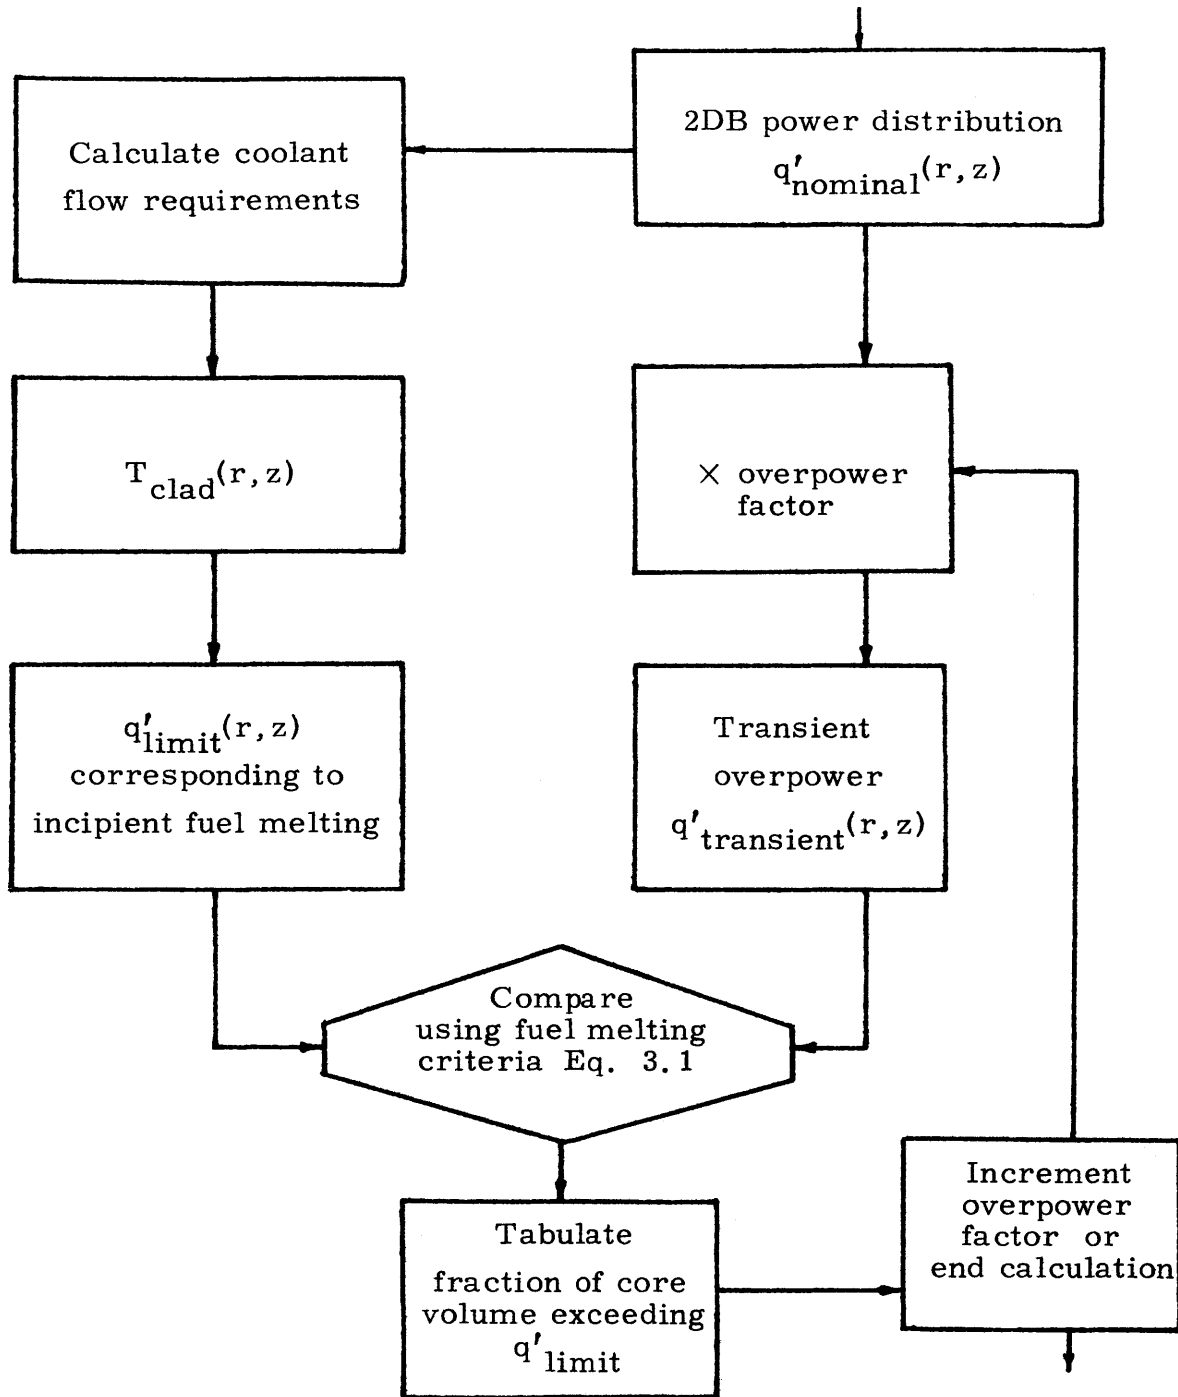 2DB power distribution
q′nominal(r, z)
Calculate coolant
flow requirements
Tclad(r, z)
× overpower
factor
q′limit(r, z)
corresponding to
incipient fuel melting
Transient
overpower
q′transient(r, z)
Compare
using fuel melting
criteria Eq. 3.1
Tabulate
fraction of core
volume exceeding
q′limit
Increment
overpower
factor or
end calculation